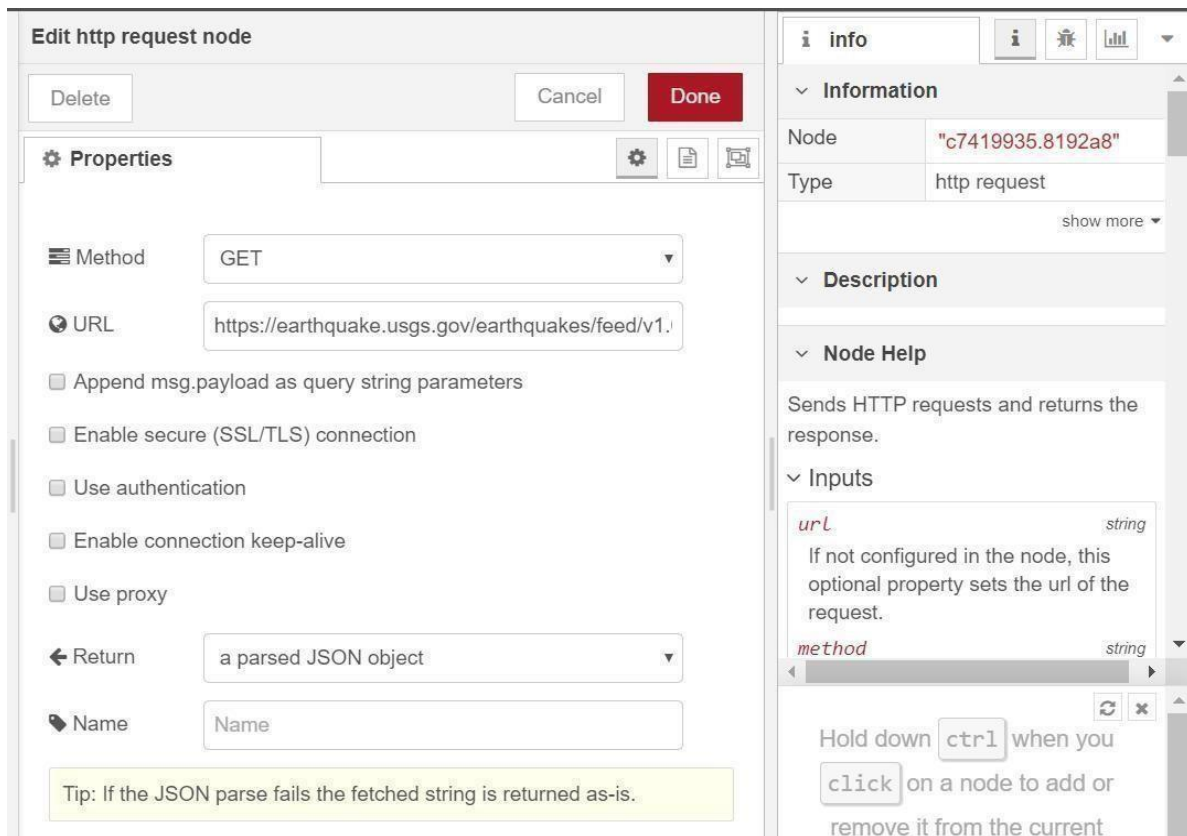 Edit http request node
Delete
Cancel
Done
Properties
Method
GET
URL
https://earthquake.usgs.gov/earthquakes/feed/v1.
Append msg.payload as query string parameters
Enable secure (SSL/TLS) connection
Use authentication
Enable connection keep-alive
Use proxy
Return
a parsed JSON object
Name
Name
Tip: If the JSON parse fails the fetched string is returned as-is.
i info
i
Information
Node
"c7419935.8192a8"
Type
http request
show more
Description
Node Help
Sends HTTP requests and returns the
response.
Inputs
url
string
If not configured in the node, this
optional property sets the url of the
request.
method
string
Hold down ctrl when you
click on a node to add or
remove it from the current